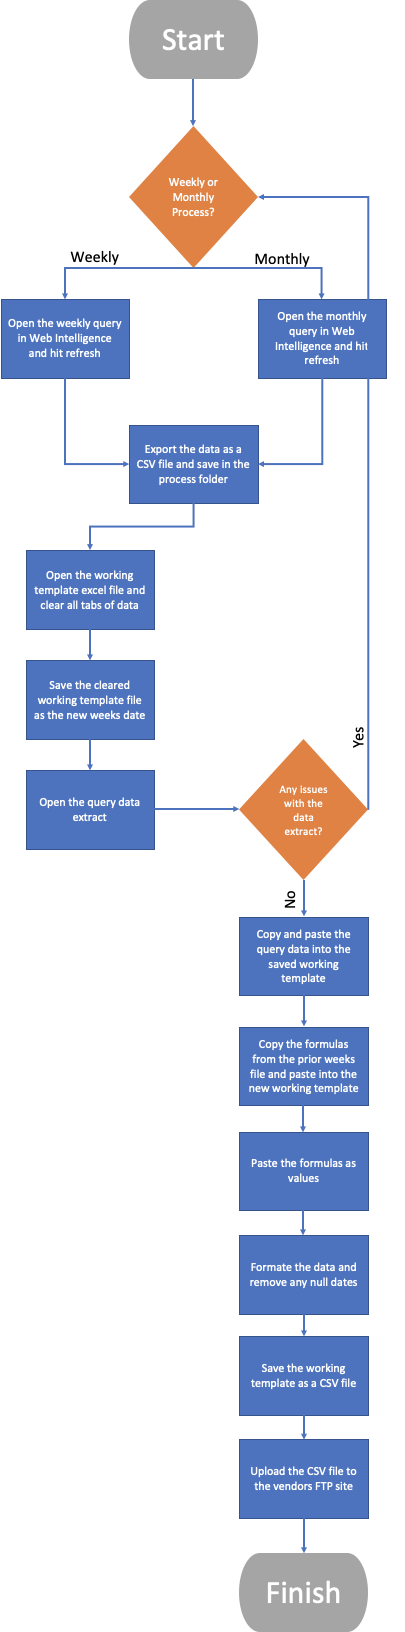 Start
Weekly or
Monthly
Process?
Weekly
Monthly
Open the weekly query
in Web Intelligence
and hit refresh
Open the monthly
query in Web
Intelligence and hit
refresh
Export the data as a
CSV file and save in the
process folder
Open the working
template excel file and
clear all tabs of data
Save the cleared
working template file
as the new weeks date
Open the query data
extract
Any issues
with the
data
extract?
Yes
No
Copy and paste the
query data into the
saved working
template
Copy the formulas
from the prior weeks
file and paste into the
new working template
Paste the formulas as
values
Formate the data and
remove any null dates
Save the working
template as a CSV file
Upload the CSV file to
the vendors FTP site
Finish